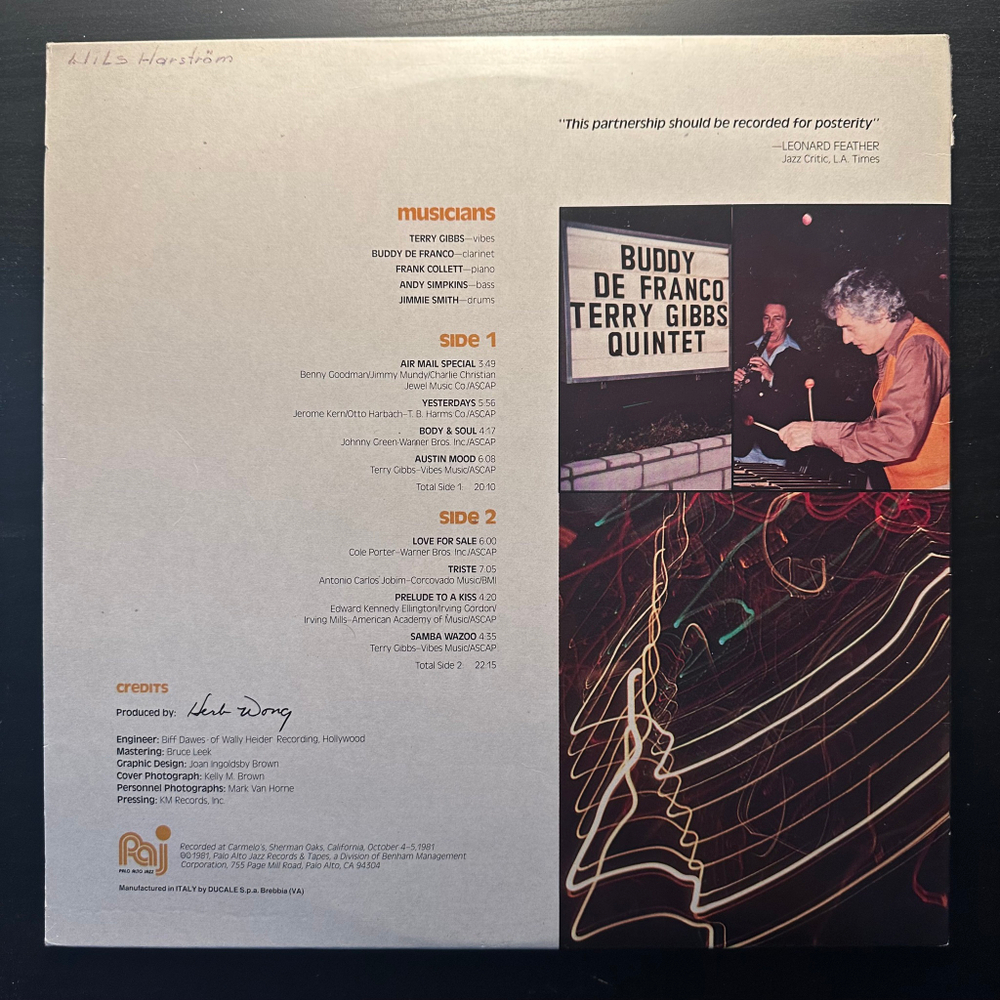 Nils Harström
"This partnership should be recorded for posterity"
—LEONARD FEATHER
Jazz Critic, L.A. Times
musicians
TERRY GIBBS—vibes
BUDDY DE FRANCO—clarinet
FRANK COLLETT—piano
ANDY SIMPKINS—bass
JIMMIE SMITH—drums
SIDE 1
AIR MAIL SPECIAL 3:49
Benny Goodman/Jimmy Mundy/Charlie Christian
Jewel Music Co./ASCAP
YESTERDAYS 5:56
Jerome Kern/Otto Harbach–T. B. Harms Co./ASCAP
BODY & SOUL 4:17
Johnny Green-Warner Bros. Inc./ASCAP
AUSTIN MOOD 6:08
Terry Gibbs–Vibes Music/ASCAP
Total Side 1: 20:10
SIDE 2
LOVE FOR SALE 6:00
Cole Porter–Warner Bros. Inc./ASCAP
TRISTE 7:05
Antonio Carlos Jobim–Corcovado Music/BMI
PRELUDE TO A KISS 4:20
Edward Kennedy Ellington/Irving Gordon/
Irving Mills–American Academy of Music/ASCAP
SAMBA WAZOO 4:35
Terry Gibbs–Vibes Music/ASCAP
Total Side 2: 22:15
BUDDY
DE FRANCO
TERRY GIBBS
QUINTET
CREDITS
Produced by: Herb Wong
Engineer: Biff Dawes- of Wally Heider Recording, Hollywood
Mastering: Bruce Leek
Graphic Design: Joan Ingoldsby Brown
Cover Photograph: Kelly M. Brown
Personnel Photographs: Mark Van Horne
Pressing: KM Records, Inc.
Paj
PALO ALTO JAZZ
Recorded at Carmelo's, Sherman Oaks, California, October 4–5, 1981
℗© 1981, Palo Alto Jazz Records & Tapes, a Division of Benham Management
Corporation, 755 Page Mill Road, Palo Alto, CA 94304
Manufactured in ITALY by DUCALE S.p.a. Brebbia (VA)